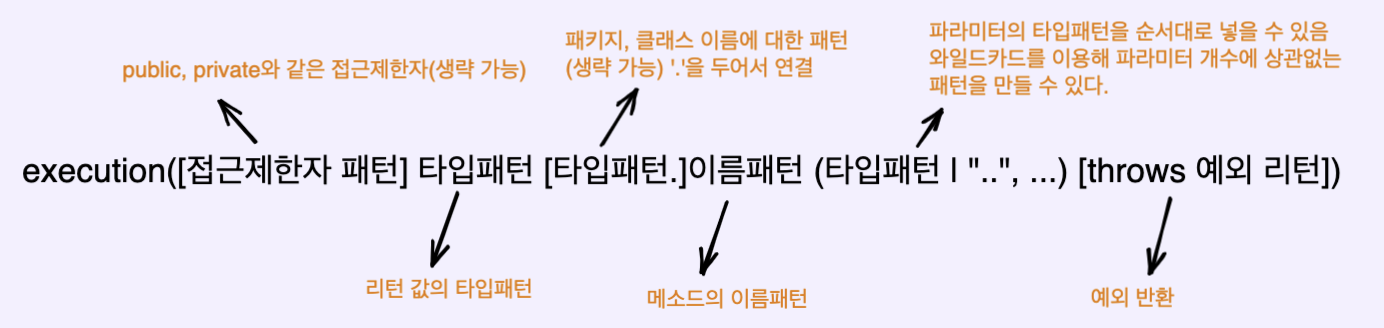 public, private와 같은 접근제한자(생략 가능)
패키지, 클래스 이름에 대한 패턴
(생략 가능) '.'을 두어서 연결
파라미터의 타입패턴을 순서대로 넣을 수 있음
와일드카드를 이용해 파라미터 개수에 상관없는
패턴을 만들 수 있다.
execution([접근제한자 패턴] 타입패턴 [타입패턴.]이름패턴 (타입패턴 | "..", ...) [throws 예외 리턴])
리턴 값의 타입패턴
메소드의 이름패턴
예외 반환